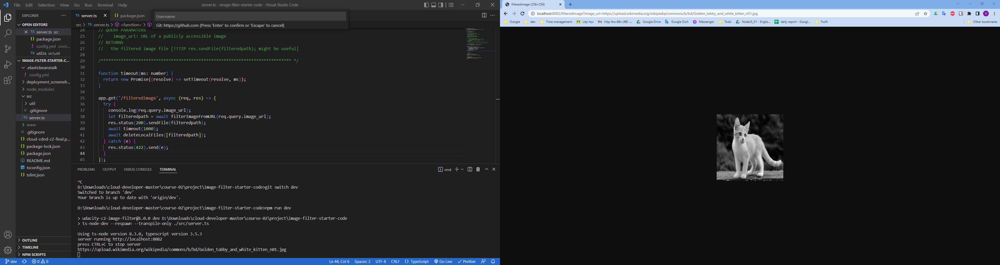 File Edit Selection View Go Run Terminal Help
server.ts - image-filter-starter-code - Visual Studio Code
EXPLORER
OPEN EDITORS
TS server.ts src
{} package.json
! config.yml .elasti...
TS util.ts src\util
IMAGE-FILTER-STARTER-C...
.elasticbeanstalk
! config.yml
deployment_screensh...
node_modules
src
util
.gitignore
TS server.ts
www
.gitignore
{} cloud-cdnd-c2-final.p...
{} package-lock.json
{} package.json
README.md
tsconfig.json
{} tslint.json
OUTLINE
TIMELINE
NPM SCRIPTS
TS server.ts
{} package.json
Username
Git: https://github.com (Press 'Enter' to confirm or 'Escape' to cancel)
src > TS server.ts > <function>
24 // QUERY PARAMATERS
25 //    image_url: URL of a publicly accessible image
26 // RETURNS
27 //   the filtered image file [!!TIP res.sendFile(filteredpath); might be useful]
28
29 /**************************************************************************** */
30
31 function timeout(ms: number) {
32   return new Promise((resolve) => setTimeout(resolve, ms));
33 }
34
35 app.get('/filteredimage', async (req, res) => {
36   try {
37     console.log(req.query.image_url);
38     let filteredpath = await filterImageFromURL(req.query.image_url);
39     res.status(200).sendFile(filteredpath);
40     await timeout(1000);
41     await deleteLocalFiles([filteredpath]);
42   } catch (e) {
43     res.status(422).send(e);
44   }
45 });
PROBLEMS OUTPUT DEBUG CONSOLE TERMINAL
cmd
^C
D:\Downloads\cloud-developer-master\course-02\project\image-filter-starter-code>git switch dev
Switched to branch 'dev'
Your branch is up to date with 'origin/dev'.
D:\Downloads\cloud-developer-master\course-02\project\image-filter-starter-code>npm run dev
> udacity-c2-image-filter@1.0.0 dev D:\Downloads\cloud-developer-master\course-02\project\image-filter-starter-code
> ts-node-dev --respawn --transpile-only ./src/server.ts
Using ts-node version 8.3.0, typescript version 3.5.3
server running http://localhost:8082
press CTRL+C to stop server
https://upload.wikimedia.org/wikipedia/commons/b/bd/Golden_tabby_and_white_kitten_n01.jpg
dev 0 0
Ln 44, Col 6 Spaces: 2 UTF-8 CRLF {} TypeScript Go Live Prettier
filteredimage (256×256)
localhost:8082/filteredimage?image_url=https://upload.wikimedia.org/wikipedia/commons/b/bd/Golden_tabby_and_white_kitten_n01.jpg
ABP
V
Google dev Time management Lớp học Hộp thư đến (49) -... Google Drive Google Dịch Messenger Todo NodeJS_01 - Englis... daily report - Googl... Fsoft Other bookmarks